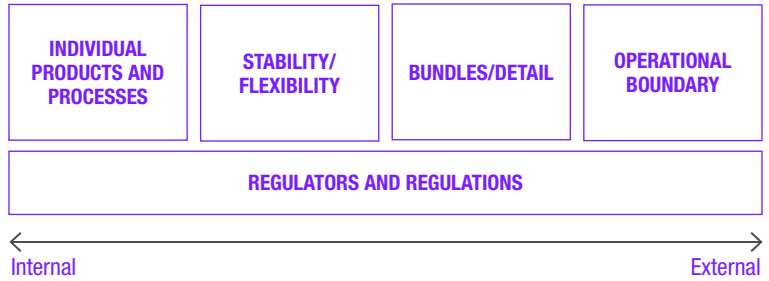 INDIVIDUAL
PRODUCTS AND
PROCESSES
STABILITY/
FLEXIBILITY
BUNDLES/DETAIL
OPERATIONAL
BOUNDARY
REGULATORS AND REGULATIONS
Internal
External